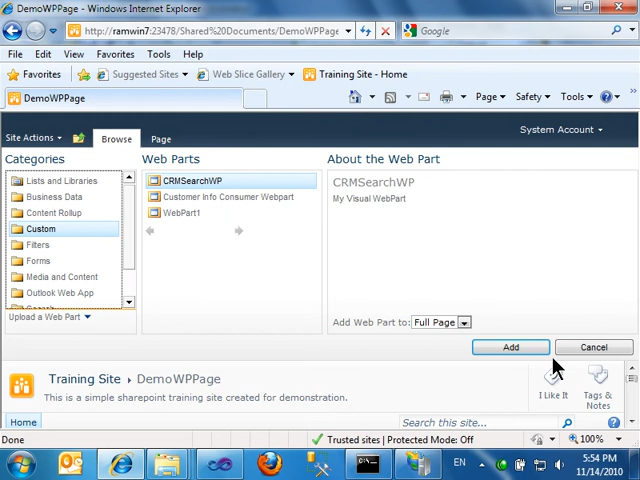 DemoWPPage - Windows Internet Explorer
http://ramwin7:23478/Shared%20Documents/DemoWPPage
Google
File Edit View Favorites Tools Help
Favorites Suggested Sites Web Slice Gallery Training Site - Home
DemoWPPage
Page Safety Tools
System Account
Site Actions Browse Page
Categories Web Parts About the Web Part
Lists and Libraries
Business Data
Content Rollup
Custom
Filters
Forms
Media and Content
Outlook Web App
Upload a Web Part
CRMSearchWP
Customer Info Consumer Webpart
WebPart1
CRMSearchWP
My Visual WebPart
Add Web Part to: Full Page
Add Cancel
Training Site DemoWPPage
This is a simple sharepoint training site created for demonstration.
I Like It Tags & Notes
Home Search this site...
Done Trusted sites | Protected Mode: Off 100%
EN 5:54 PM
11/14/2010